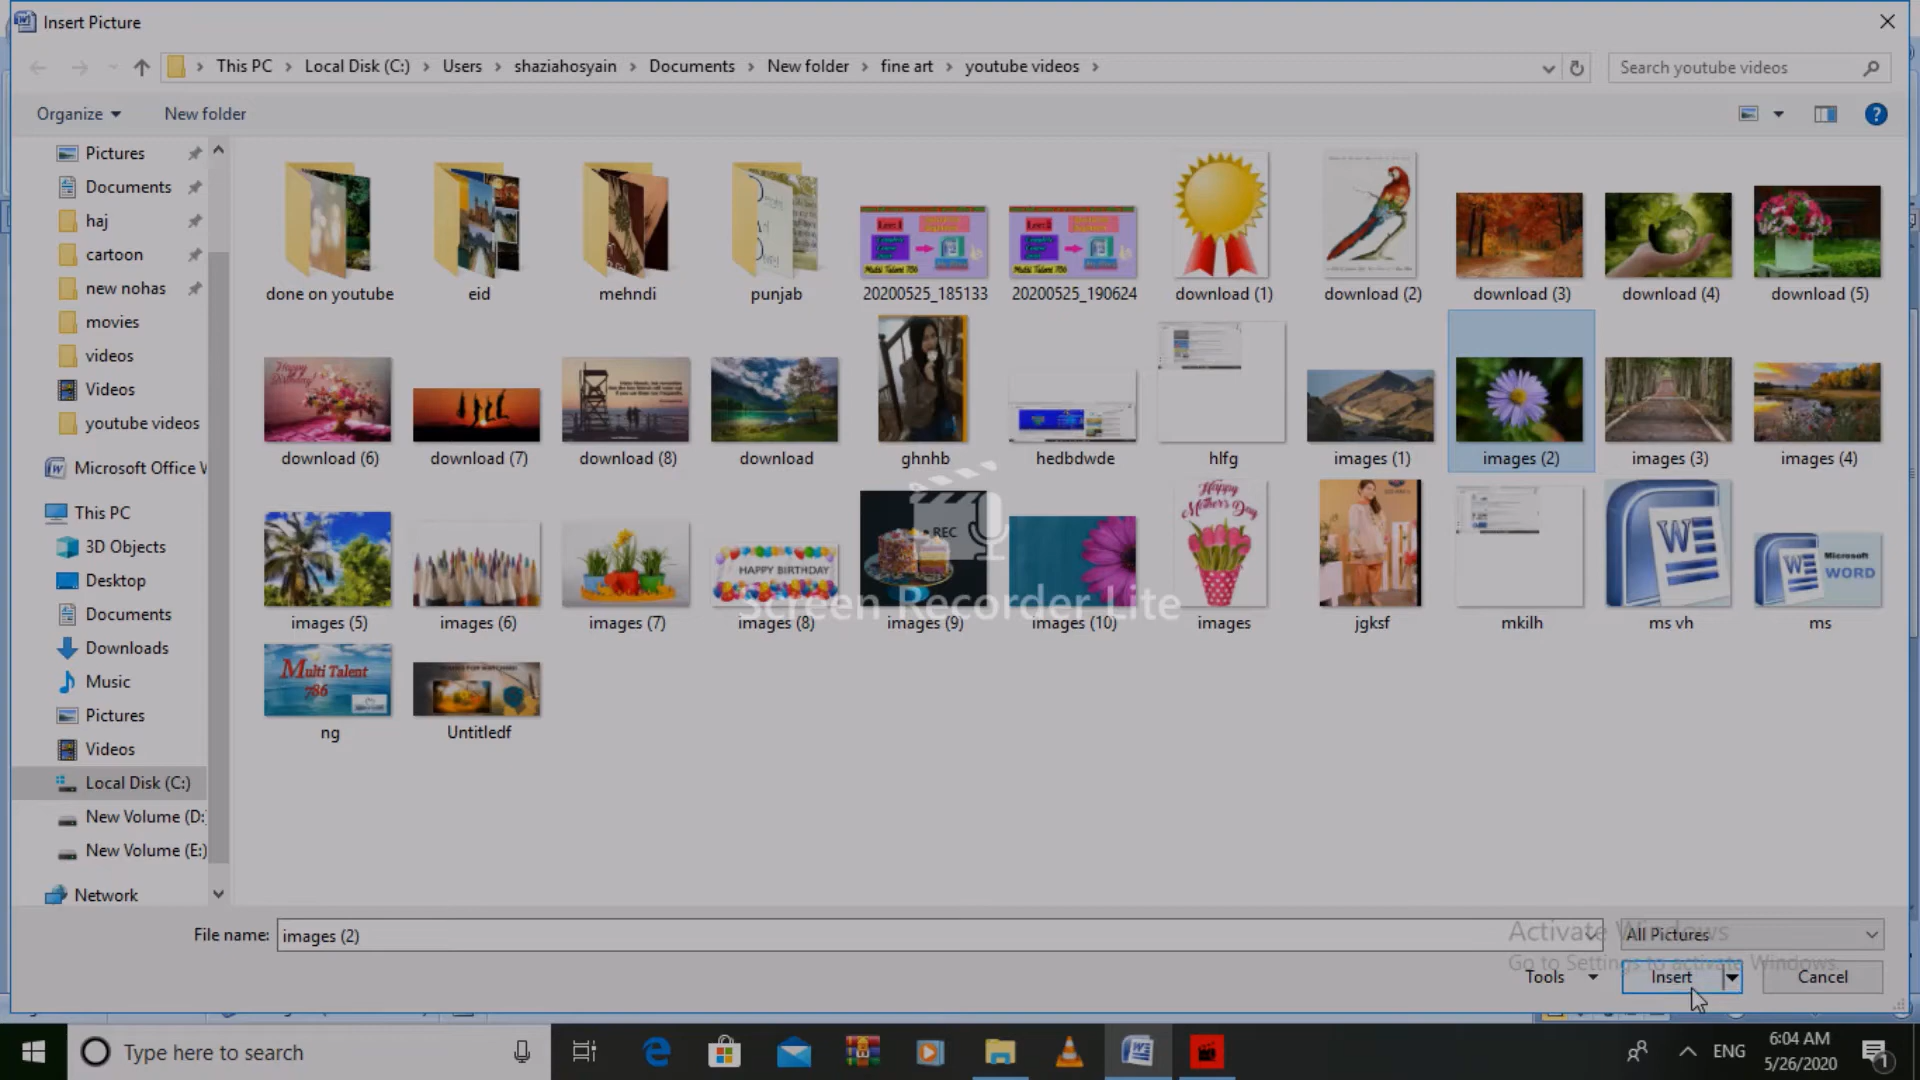 Insert Picture
This PC > Local Disk (C:) > Users > shaziahosyain > Documents > New folder > fine art > youtube videos >
Search youtube videos
Organize
New folder
Pictures
Documents
haj
cartoon
new nohas
movies
videos
Videos
youtube videos
Microsoft Office W
This PC
3D Objects
Desktop
Documents
Downloads
Music
Pictures
Videos
Local Disk (C:)
New Volume (D:
New Volume (E:)
Network
done on youtube
eid
mehndi
punjab
20200525_185133
20200525_190624
download (1)
download (2)
download (3)
download (4)
download (5)
download (6)
download (7)
download (8)
download
ghnhb
hedbdwde
hlfg
images (1)
images (2)
images (3)
images (4)
Happy
Mother's Day
HAPPY BIRTHDAY
REC
Microsoft
WORD
Screen Recorder Lite
images (5)
images (6)
images (7)
images (8)
images (9)
images (10)
images
jgksf
mkilh
ms vh
ms
Multi Talent
786
ng
Untitledf
File name:
images (2)
All Pictures
Activate Windows
Go to Settings to activate Windows.
Tools
Insert
Cancel
Type here to search
ENG
6:04 AM
5/26/2020
1